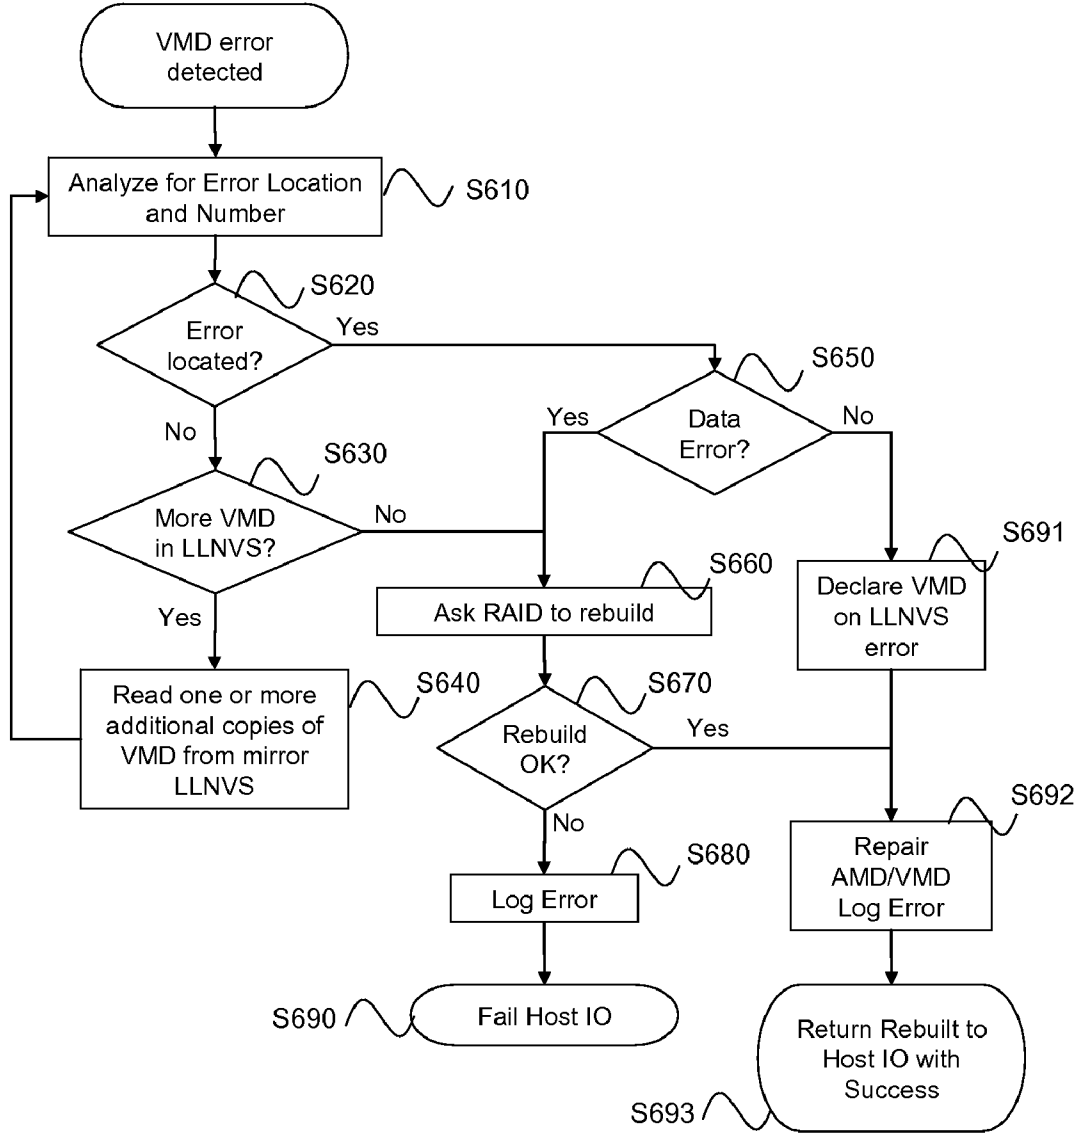 VMD error
detected
Analyze for Error Location
and Number
S610
S620
Error
located?
Yes
No
S650
Data
Error?
Yes
No
S630
More VMD
in LLNVS?
No
Yes
S640
Read one or more
additional copies of
VMD from mirror
LLNVS
S660
Ask RAID to rebuild
S691
Declare VMD
on LLNVS
error
S670
Rebuild
OK?
Yes
No
S680
Log Error
S692
Repair
AMD/VMD
Log Error
S690
Fail Host IO
Return Rebuilt to
Host IO with
Success
S693